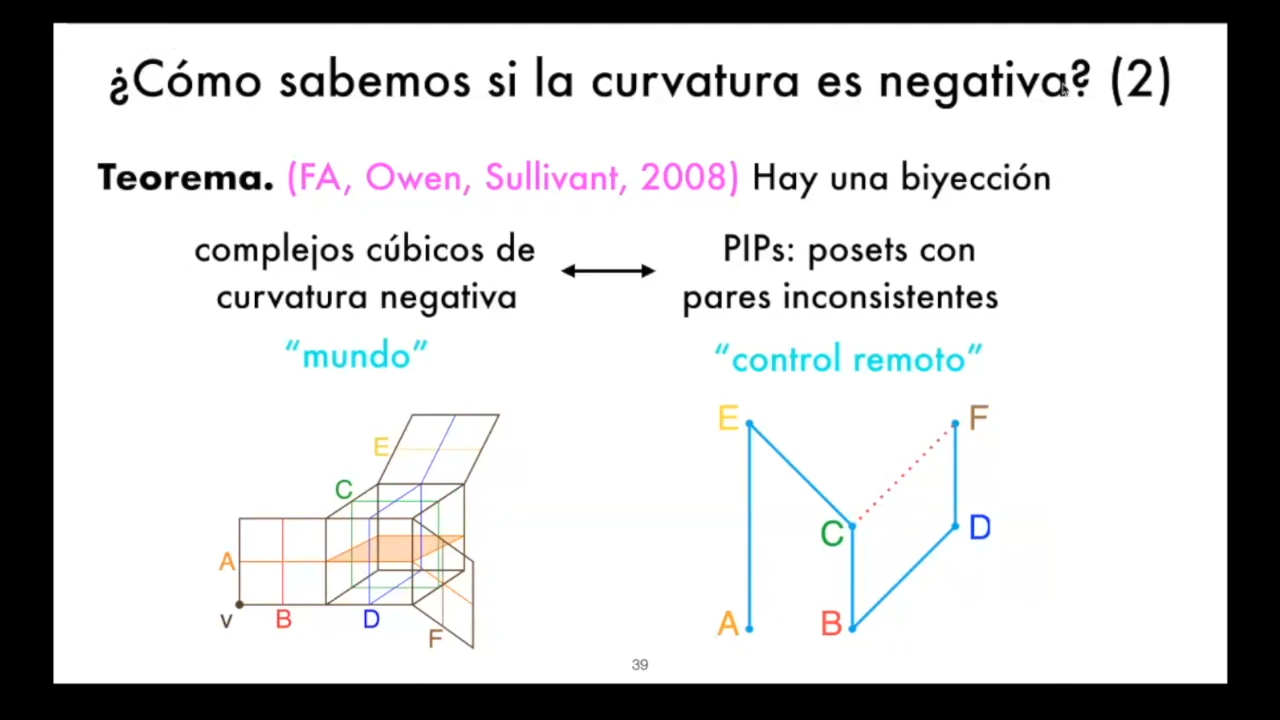 ¿Cómo sabemos si la curvatura es negativa? (2)
Teorema. (FA, Owen, Sullivant, 2008) Hay una biyección
complejos cúbicos de
curvatura negativa
"mundo"
PIPs: posets con
pares inconsistentes
"control remoto"
E
C
A
v
B
D
F
E
F
C
D
A
B
39